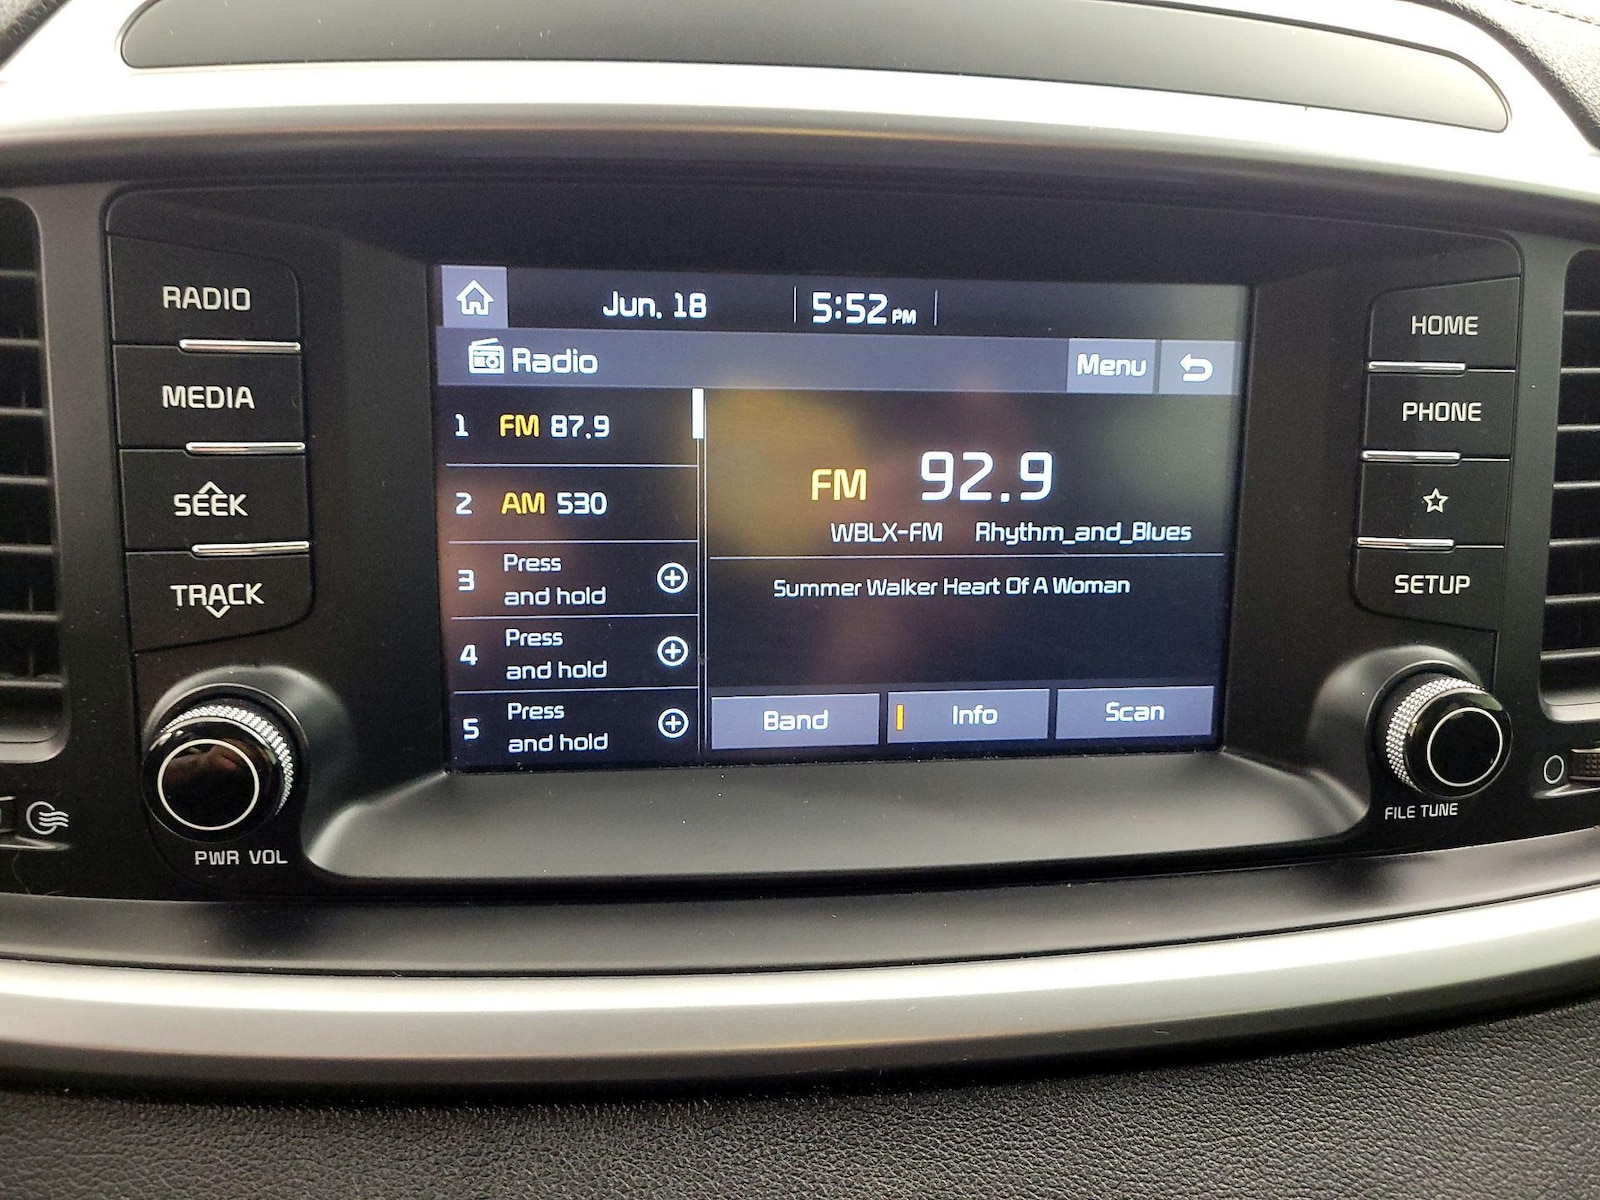 RADIO
MEDIA
SEEK
TRACK
PWR VOL
Jun. 18
5:52 PM
Radio
Menu
1 FM 87.9
2 AM 530
3 Press
and hold
4 Press
and hold
5 Press
and hold
FM 92.9
WBLX-FM Rhythm_and_Blues
Summer Walker Heart Of A Woman
Band
Info
Scan
HOME
PHONE
SETUP
FILE TUNE